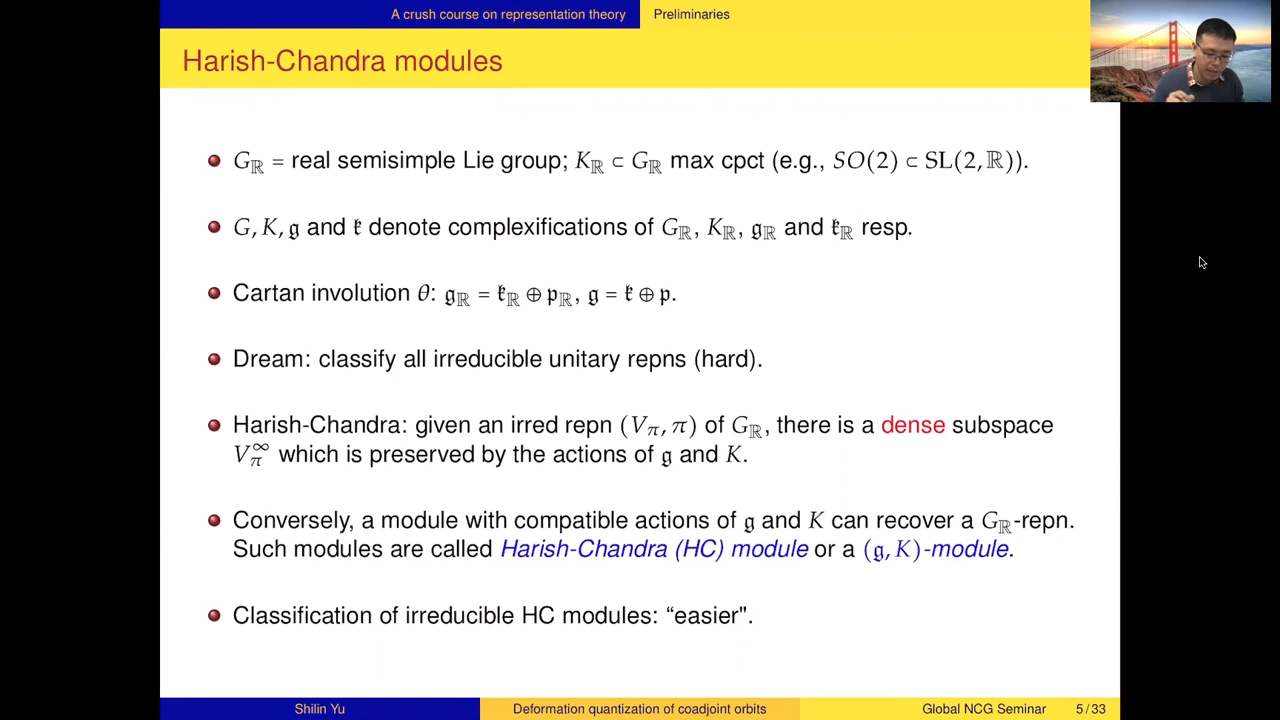 A crush course on representation theory Preliminaries
Harish-Chandra modules
G_ℝ = real semisimple Lie group; K_ℝ ⊂ G_ℝ max cpct (e.g., SO(2) ⊂ SL(2,ℝ)).
G, K, 𝔤 and 𝔨 denote complexifications of G_ℝ, K_ℝ, 𝔤_ℝ and 𝔨_ℝ resp.
Cartan involution θ: 𝔤_ℝ = 𝔨_ℝ ⊕ 𝔭_ℝ, 𝔤 = 𝔨 ⊕ 𝔭.
Dream: classify all irreducible unitary repns (hard).
Harish-Chandra: given an irred repn (V_π, π) of G_ℝ, there is a dense subspace
V_π^∞ which is preserved by the actions of 𝔤 and K.
Conversely, a module with compatible actions of 𝔤 and K can recover a G_ℝ-repn.
Such modules are called Harish-Chandra (HC) module or a (𝔤, K)-module.
Classification of irreducible HC modules: “easier".
Shilin Yu Deformation quantization of coadjoint orbits Global NCG Seminar 5 / 33